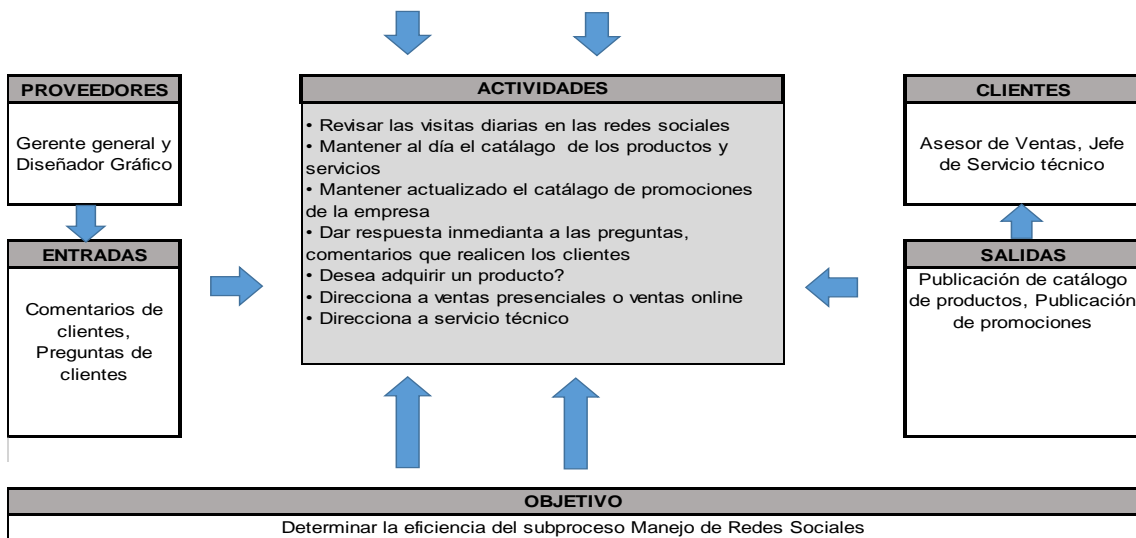 PROVEEDORES
Gerente general y
Diseñador Gráfico
ENTRADAS
Comentarios de
clientes,
Preguntas de
clientes
ACTIVIDADES
• Revisar las visitas diarias en las redes sociales
• Mantener al día el catálago de los productos y
servicios
• Mantener actualizado el catálago de promociones
de la empresa
• Dar respuesta inmedianta a las preguntas,
comentarios que realicen los clientes
• Desea adquirir un producto?
• Direcciona a ventas presenciales o ventas online
• Direcciona a servicio técnico
CLIENTES
Asesor de Ventas, Jefe
de Servicio técnico
SALIDAS
Publicación de catálogo
de productos, Publicación
de promociones
OBJETIVO
Determinar la eficiencia del subproceso Manejo de Redes Sociales